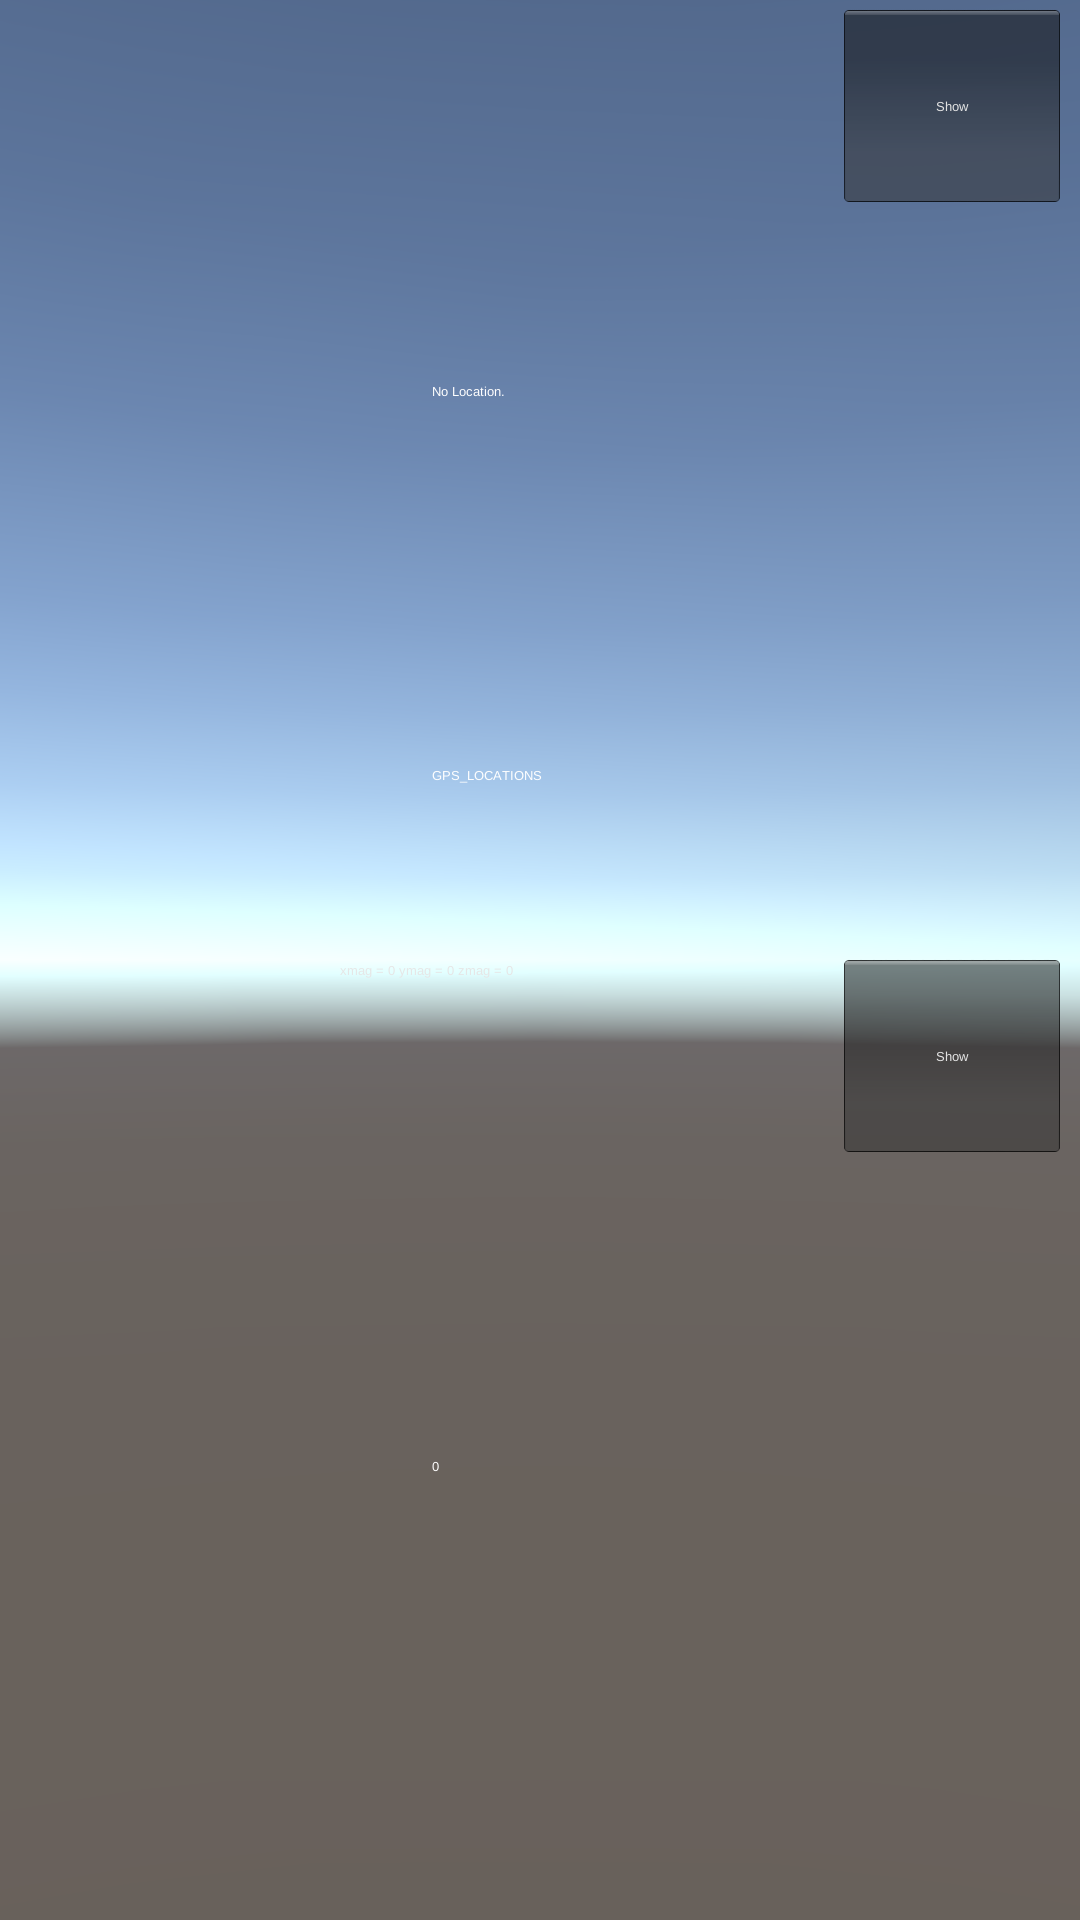 Show
No Location.
GPS_LOCATIONS
xmag = 0 ymag = 0 zmag = 0
Show
0